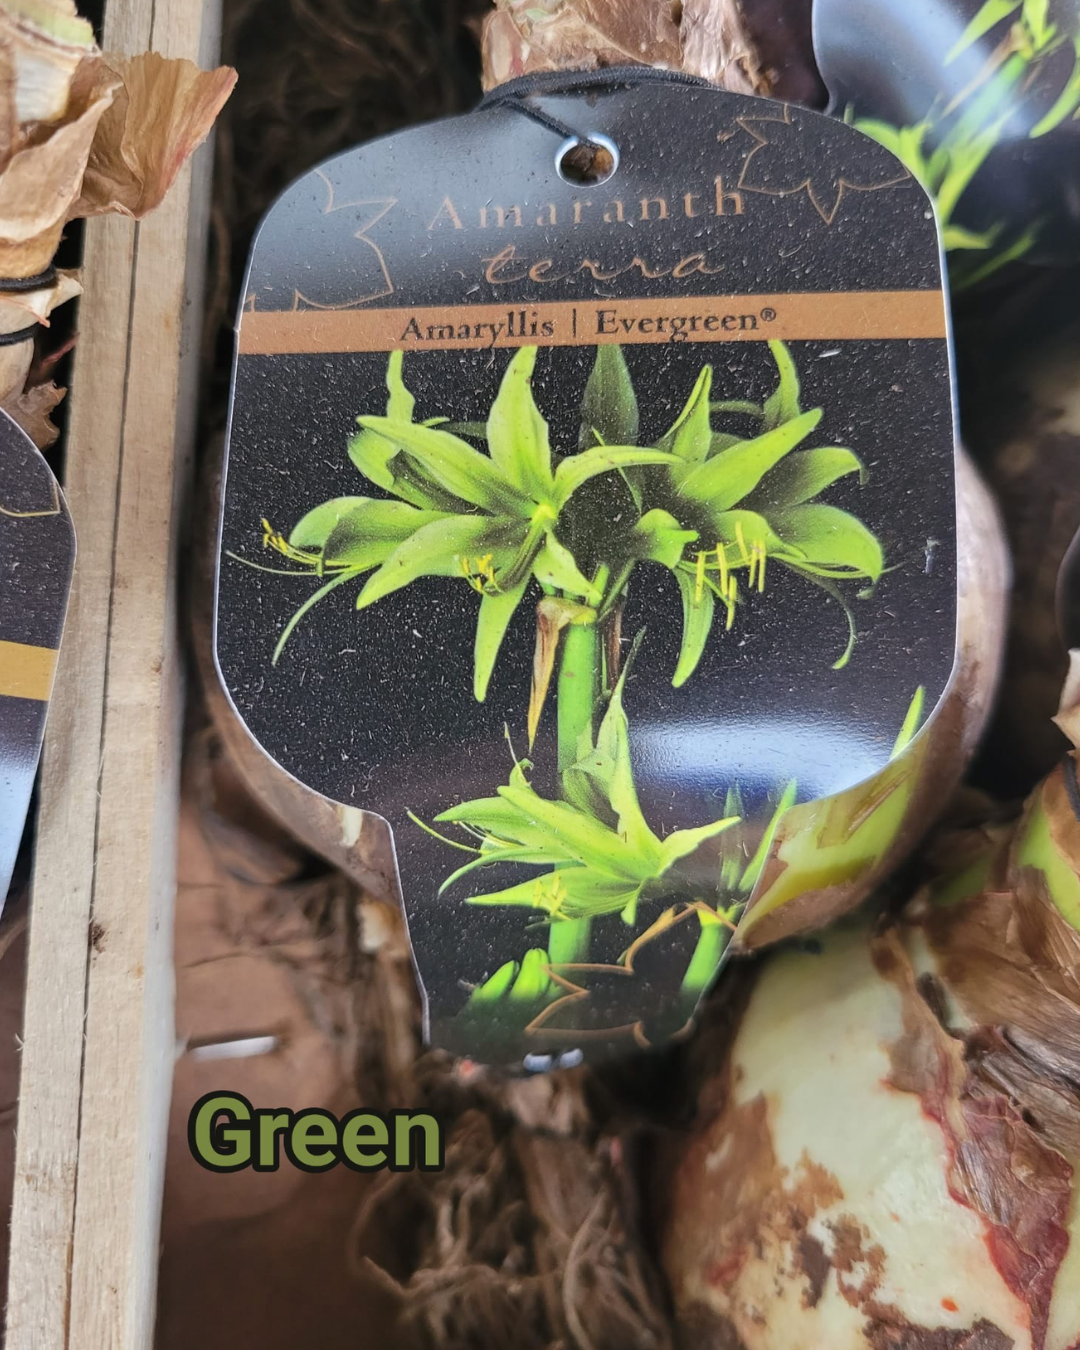 Amaranth
terra
Amaryllis | Evergreen®
Green